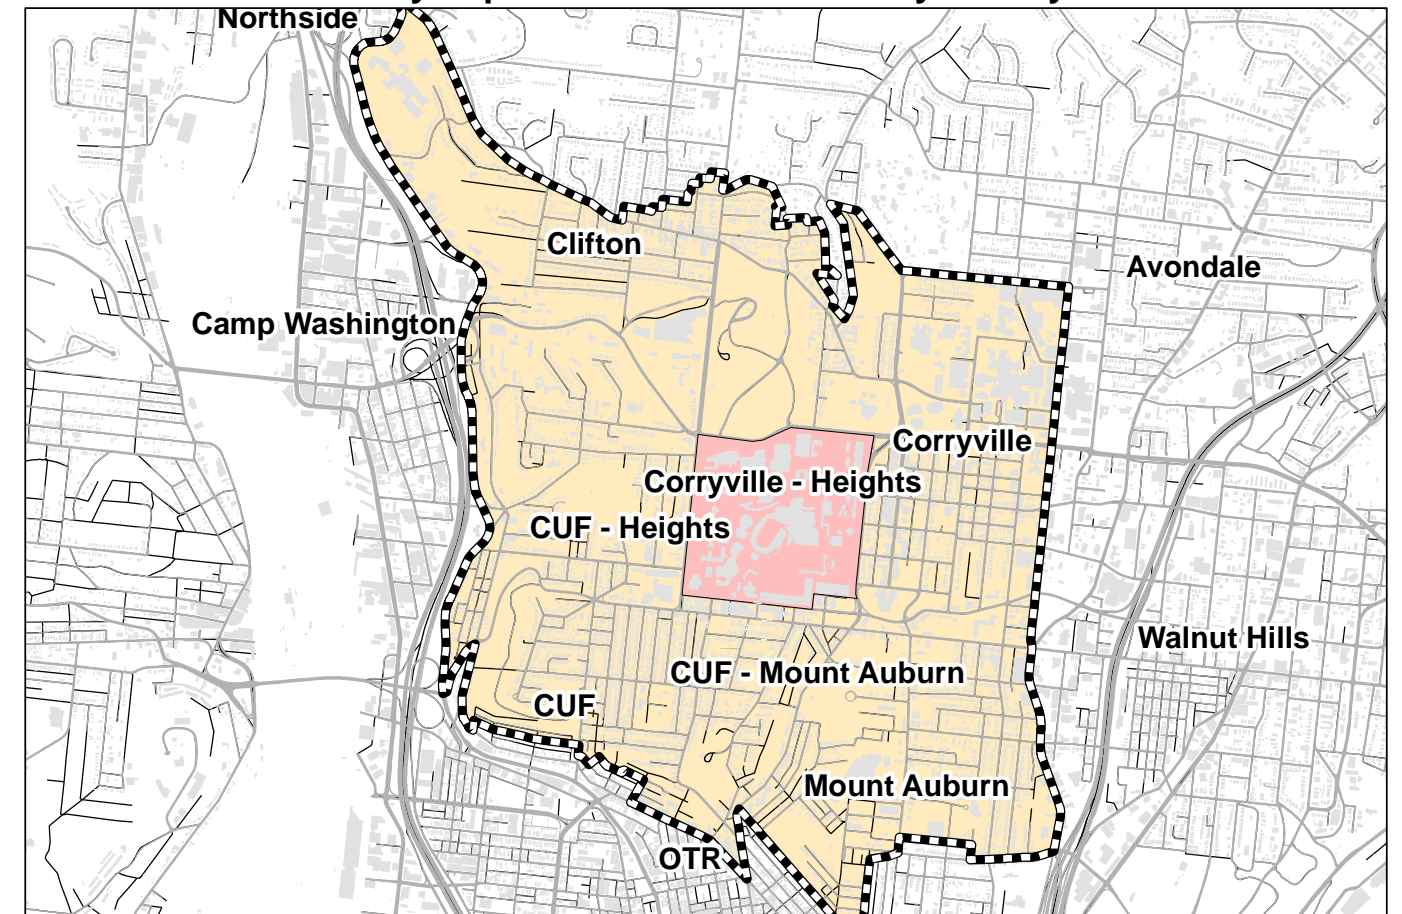 Northside
Clifton
Avondale
Camp Washington
Corryville
Corryville - Heights
CUF - Heights
Walnut Hills
CUF - Mount Auburn
CUF
Mount Auburn
OTR